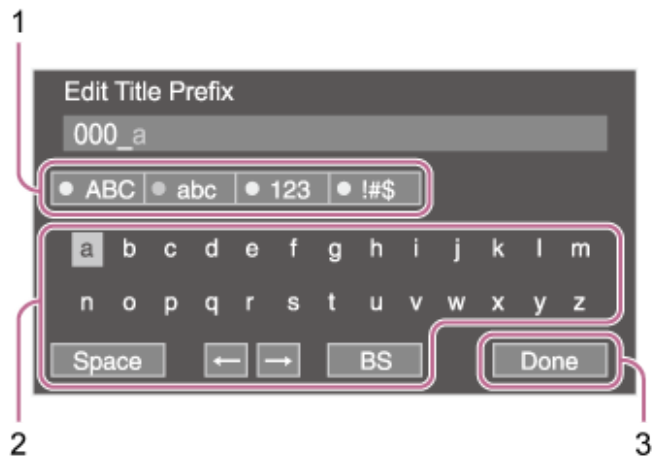 1
Edit Title Prefix
000_a
ABC abc 123 !#$
a b c d e f g h i j k l m
n o p q r s t u v w x y z
Space ← → BS Done
2 3